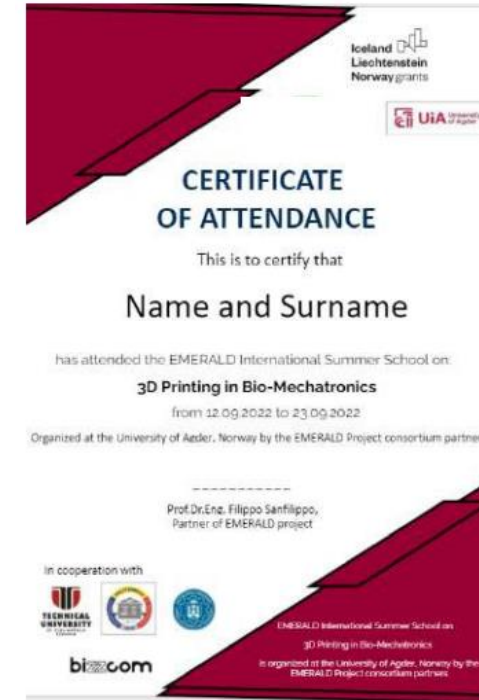 Iceland
Liechtenstein
Norway grants
UiA University of Agder
CERTIFICATE
OF ATTENDANCE
This is to certify that
Name and Surname
has attended the EMERALD International Summer School on:
3D Printing in Bio-Mechatronics
from 12.09.2022 to 23.09.2022
Organized at the University of Agder, Norway by the EMERALD Project consortium partner
Prof.Dr.Eng. Filippo Sanfilippo,
Partner of EMERALD project
In cooperation with
TECHNICAL
UNIVERSITY
bizzcom
EMERALD International Summer School on
3D Printing in Bio-Mechatronics
is organized at the University of Agder, Norway by the
EMERALD Project consortium partners